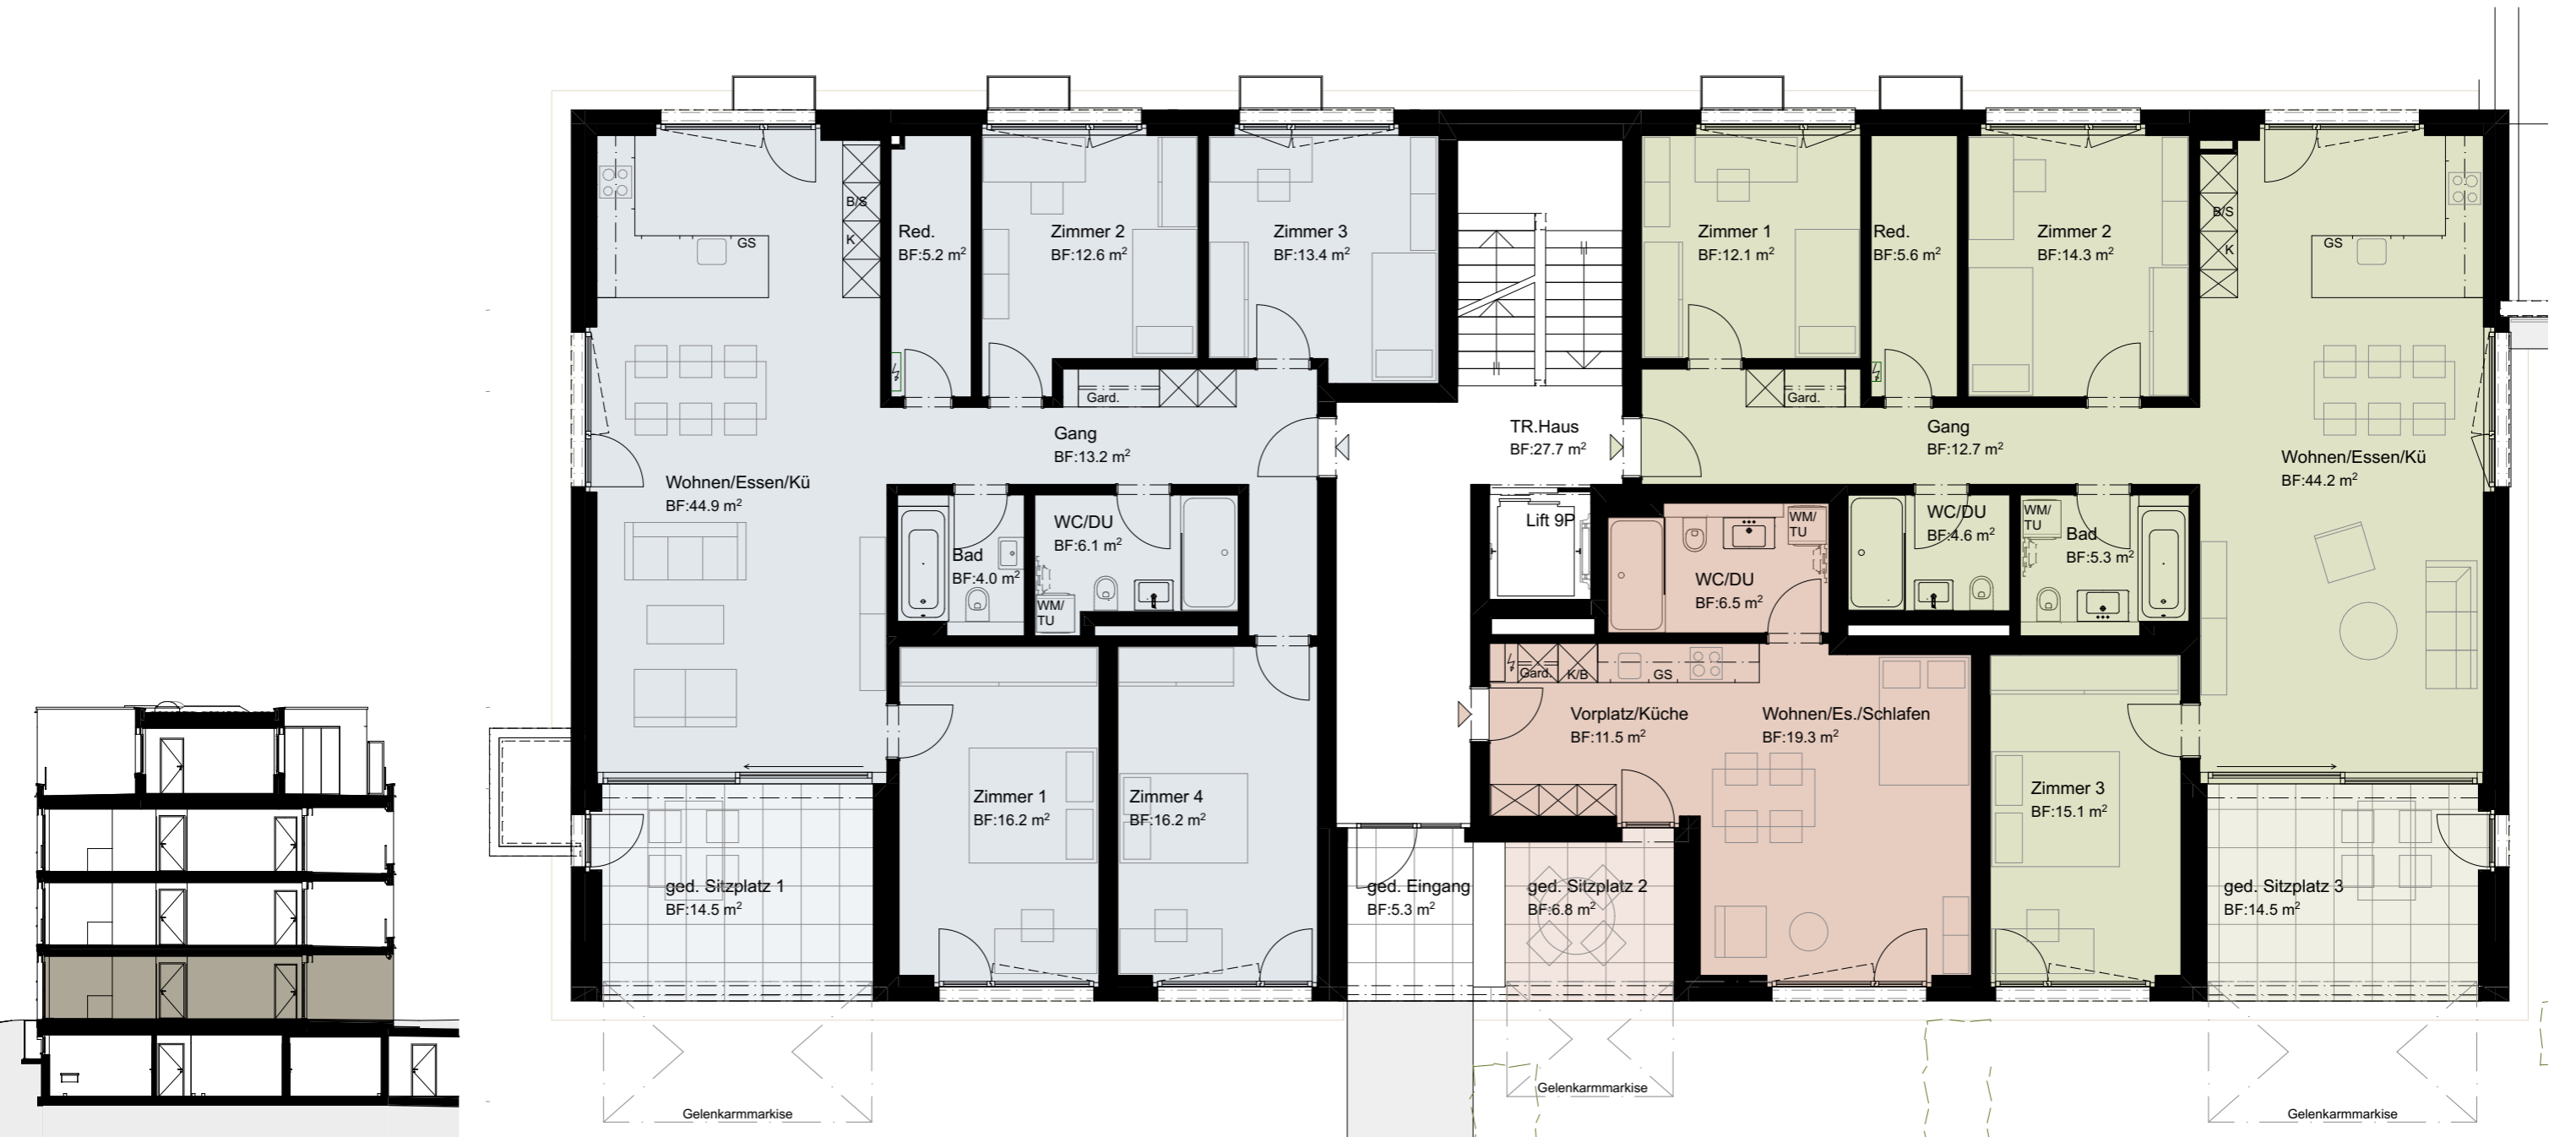 B/S
K
GS
Red.
BF:5.2 m²
Zimmer 2
BF:12.6 m²
Zimmer 3
BF:13.4 m²
Gard.
Gang
BF:13.2 m²
Wohnen/Essen/Kü
BF:44.9 m²
Bad
BF:4.0 m²
WC/DU
BF:6.1 m²
WM/
TU
Zimmer 1
BF:16.2 m²
Zimmer 4
BF:16.2 m²
ged. Sitzplatz 1
BF:14.5 m²
Gelenkarmmarkise
TR.Haus
BF:27.7 m²
Lift 9P
ged. Eingang
BF:5.3 m²
WC/DU
BF:6.5 m²
WM/
TU
Gard.
K/B
GS
Vorplatz/Küche
BF:11.5 m²
Wohnen/Es./Schlafen
BF:19.3 m²
ged. Sitzplatz 2
BF:6.8 m²
Gelenkarmmarkise
Zimmer 1
BF:12.1 m²
Red.
BF:5.6 m²
Zimmer 2
BF:14.3 m²
B/S
K
GS
Gard.
Gang
BF:12.7 m²
Wohnen/Essen/Kü
BF:44.2 m²
WC/DU
BF:4.6 m²
WM/
TU
Bad
BF:5.3 m²
Zimmer 3
BF:15.1 m²
ged. Sitzplatz 3
BF:14.5 m²
Gelenkarmmarkise